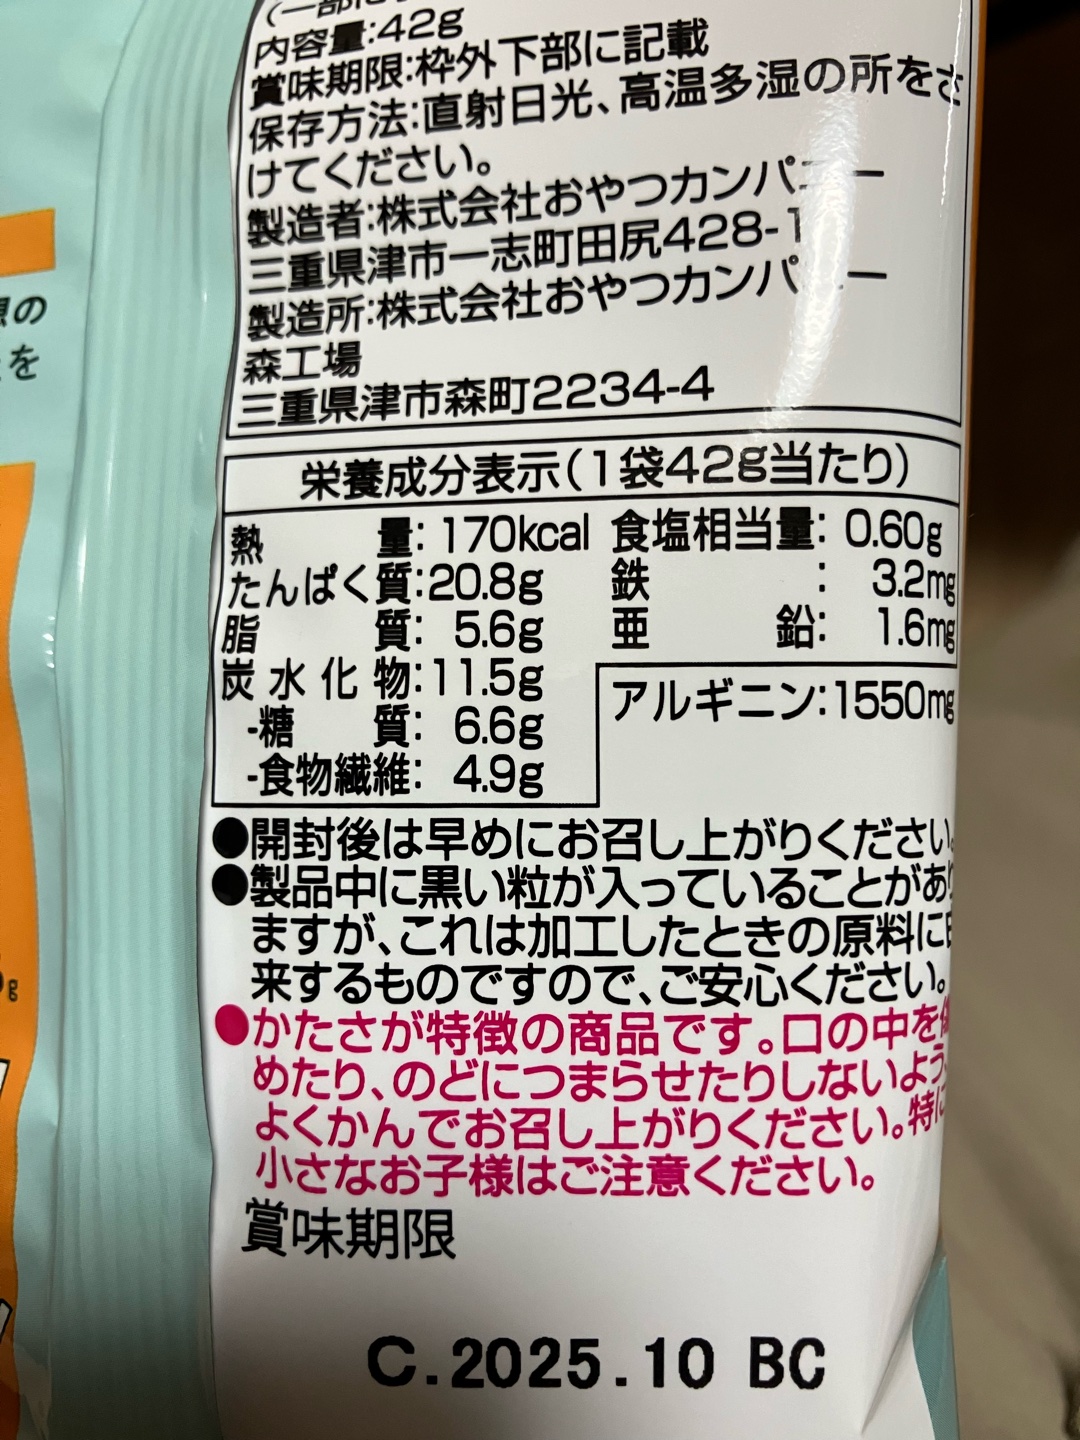 内容量:42g
賞味期限:枠外下部に記載
保存方法:直射日光、高温多湿の所をさ
けてください。
製造者:株式会社おやつカンパニー
三重県津市一志町田尻428-1
製造所:株式会社おやつカンパニー
森工場
三重県津市森町2234-4
栄養成分表示(1袋42g当たり)
熱量:170kcal 食塩相当量:0.60g
たんぱく質:20.8g 鉄:3.2mg
脂質:5.6g 亜鉛:1.6mg
炭水化物:11.5g
アルギニン:1550mg
-糖質:6.6g
-食物繊維:4.9g
●開封後は早めにお召し上がりください。
●製品中に黒い粒が入っていることがあり
ますが、これは加工したときの原料に
来するものですので、ご安心ください。
●かたさが特徴の商品です。口の中を
めたり、のどにつまらせたりしないよう、
よくかんでお召し上がりください。特に
小さなお子様はご注意ください。
賞味期限
C.2025.10 BC
の
を
g